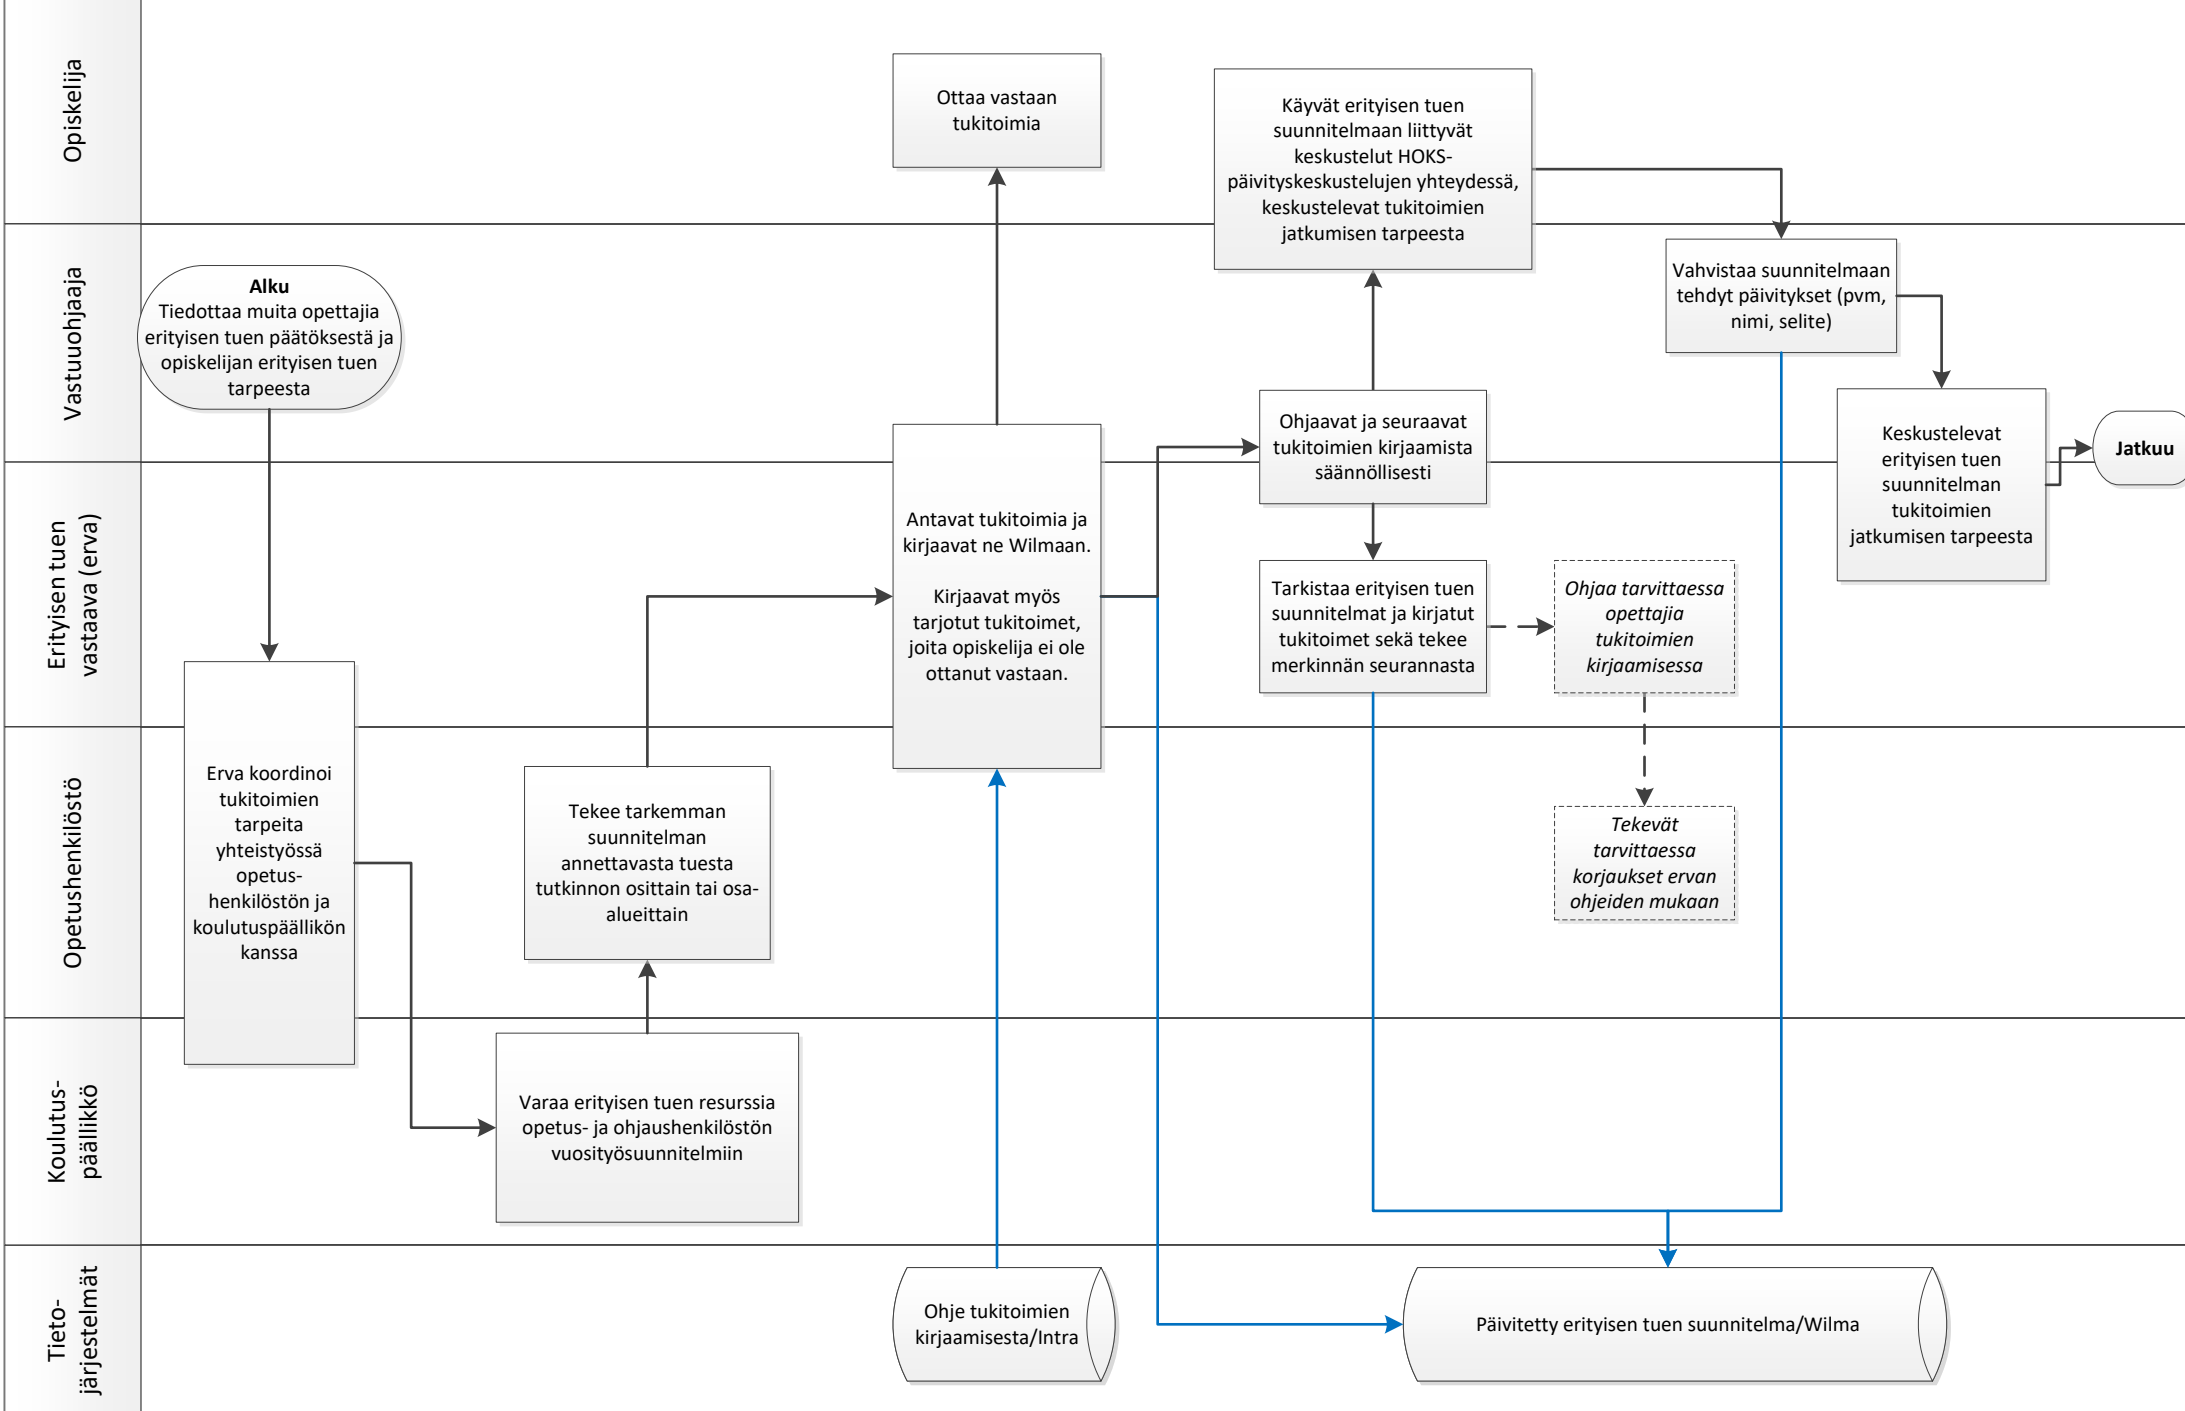 Opiskelija
Ottaa vastaan
tukitoimia
Käyvät erityisen tuen
suunnitelmaan liittyvät
keskustelut HOKS-
päivityskeskustelujen yhteydessä,
keskustelevat tukitoimien
jatkumisen tarpeesta
Vastuuohjaaja
Alku
Tiedottaa muita opettajia
erityisen tuen päätöksestä ja
opiskelijan erityisen tuen
tarpeesta
Vahvistaa suunnitelmaan
tehdyt päivitykset (pvm,
nimi, selite)
Ohjaavat ja seuraavat
tukitoimien kirjaamista
säännöllisesti
Keskustelevat
erityisen tuen
suunnitelman
tukitoimien
jatkumisen tarpeesta
Jatkuu
Erityisen tuen
vastaava (erva)
Antavat tukitoimia ja
kirjaavat ne Wilmaan.
Kirjaavat myös
tarjotut tukitoimet,
joita opiskelija ei ole
ottanut vastaan.
Tarkistaa erityisen tuen
suunnitelmat ja kirjatut
tukitoimet sekä tekee
merkinnän seurannasta
Ohjaa tarvittaessa
opettajia
tukitoimien
kirjaamisessa
Opetushenkilöstö
Erva koordinoi
tukitoimien
tarpeita
yhteistyössä
opetus-
henkilöstön ja
koulutuspäällikön
kanssa
Tekee tarkemman
suunnitelman
annettavasta tuesta
tutkinnon osittain tai osa-
alueittain
Tekevät
tarvittaessa
korjaukset ervan
ohjeiden mukaan
Koulutus-
päällikkö
Varaa erityisen tuen resurssia
opetus- ja ohjaushenkilöstön
vuosityösuunnitelmiin
Tieto-
järjestelmät
Ohje tukitoimien
kirjaamisesta/Intra
Päivitetty erityisen tuen suunnitelma/Wilma